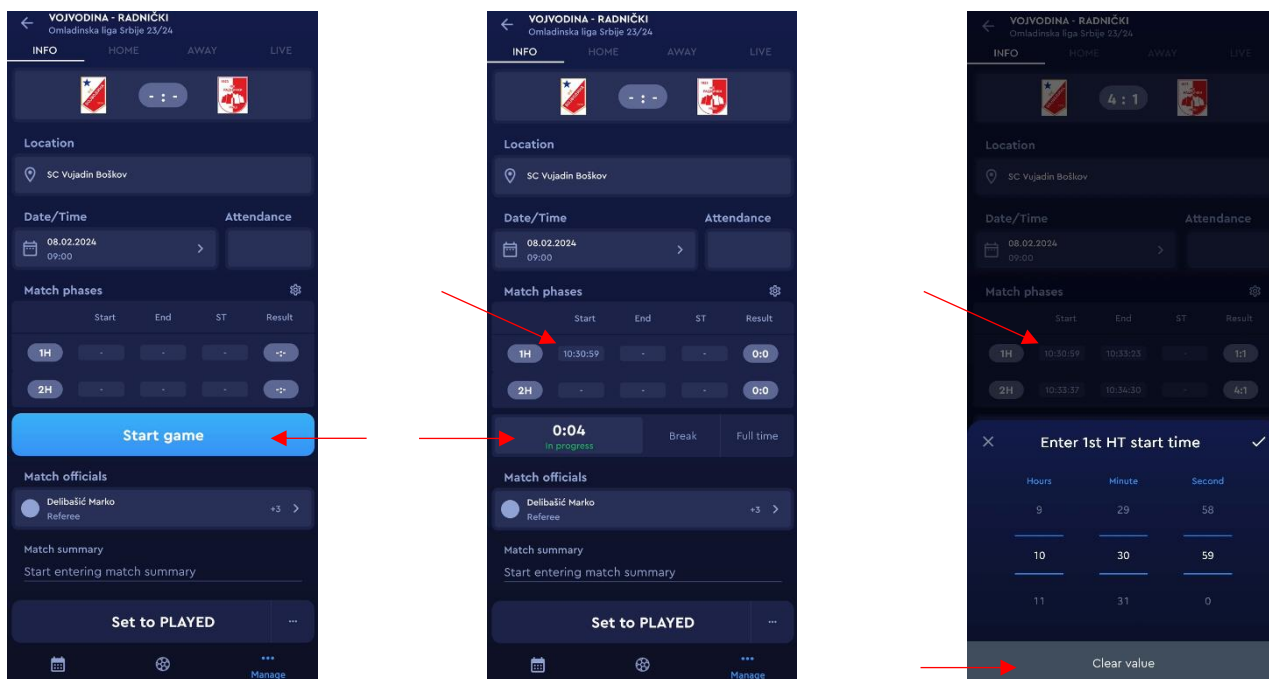 VOJVODINA - RADNIČKI
Omladinska liga Srbije 23/24
INFO HOME AWAY LIVE
- : -
Location
SC Vujadin Boškov
Date/Time Attendance
08.02.2024
09:00
Match phases
Start End ST Result
1H - - - -:-
2H - - - -:-
Start game
Match officials
Delibašić Marko
Referee
+3
Match summary
Start entering match summary
Set to PLAYED ...
Manage
VOJVODINA - RADNIČKI
Omladinska liga Srbije 23/24
INFO HOME AWAY LIVE
- : -
Location
SC Vujadin Boškov
Date/Time Attendance
08.02.2024
09:00
Match phases
Start End ST Result
1H 10:30:59 - - 0:0
2H - - - 0:0
0:04 Break Full time
In progress
Match officials
Delibašić Marko
Referee
+3
Match summary
Start entering match summary
Set to PLAYED ...
Manage
VOJVODINA - RADNIČKI
Omladinska liga Srbije 23/24
INFO HOME AWAY LIVE
4 : 1
Location
SC Vujadin Boškov
Date/Time Attendance
08.02.2024
09:00
Match phases
Start End ST Result
1H 10:30:59 10:33:23 - 1:1
2H 10:33:37 10:34:30 - 4:1
Enter 1st HT start time
Hours Minute Second
9 29 58
10 30 59
11 31 0
Clear value